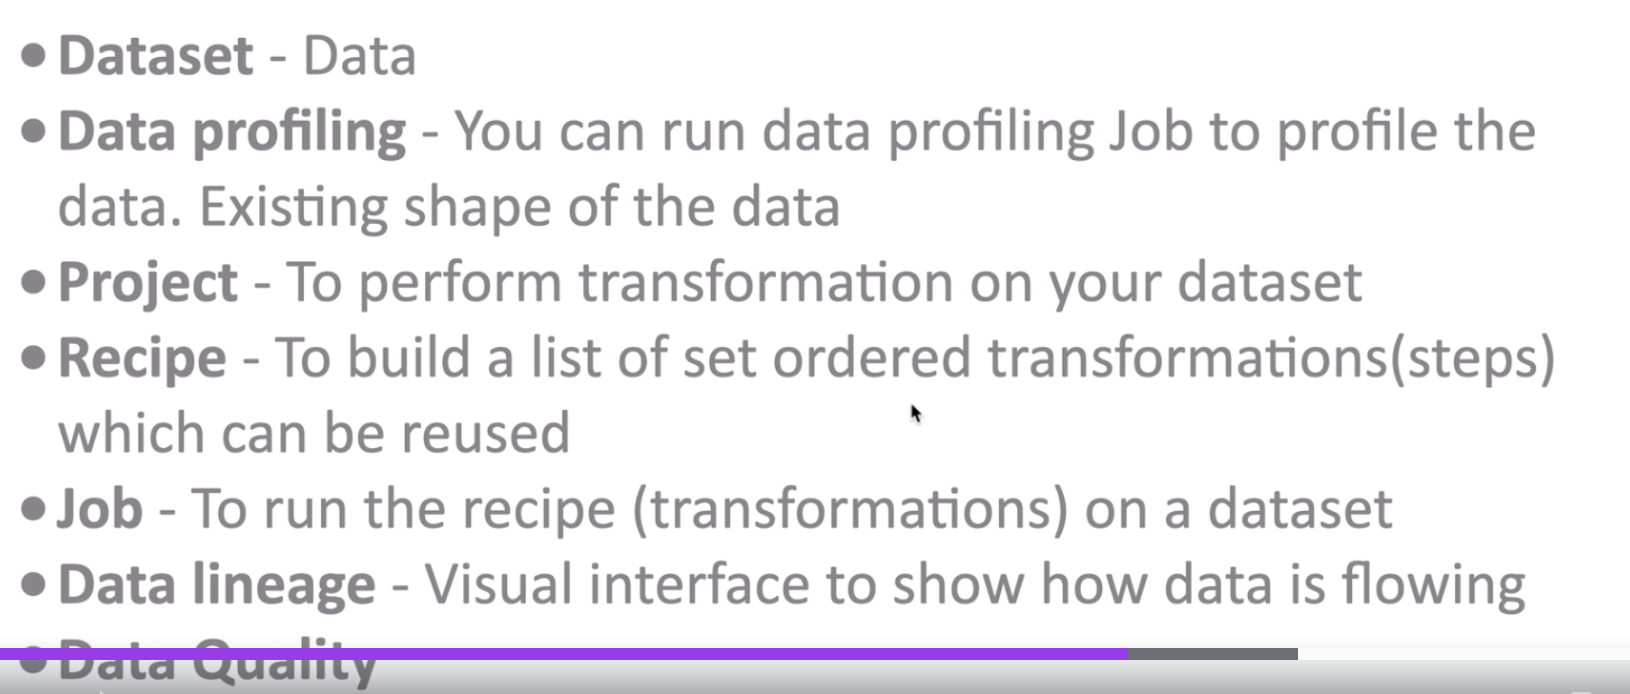 • Dataset - Data
• Data profiling - You can run data profiling Job to profile the
data. Existing shape of the data
• Project - To perform transformation on your dataset
• Recipe - To build a list of set ordered transformations(steps)
which can be reused
• Job - To run the recipe (transformations) on a dataset
• Data lineage - Visual interface to show how data is flowing
• Data Quality